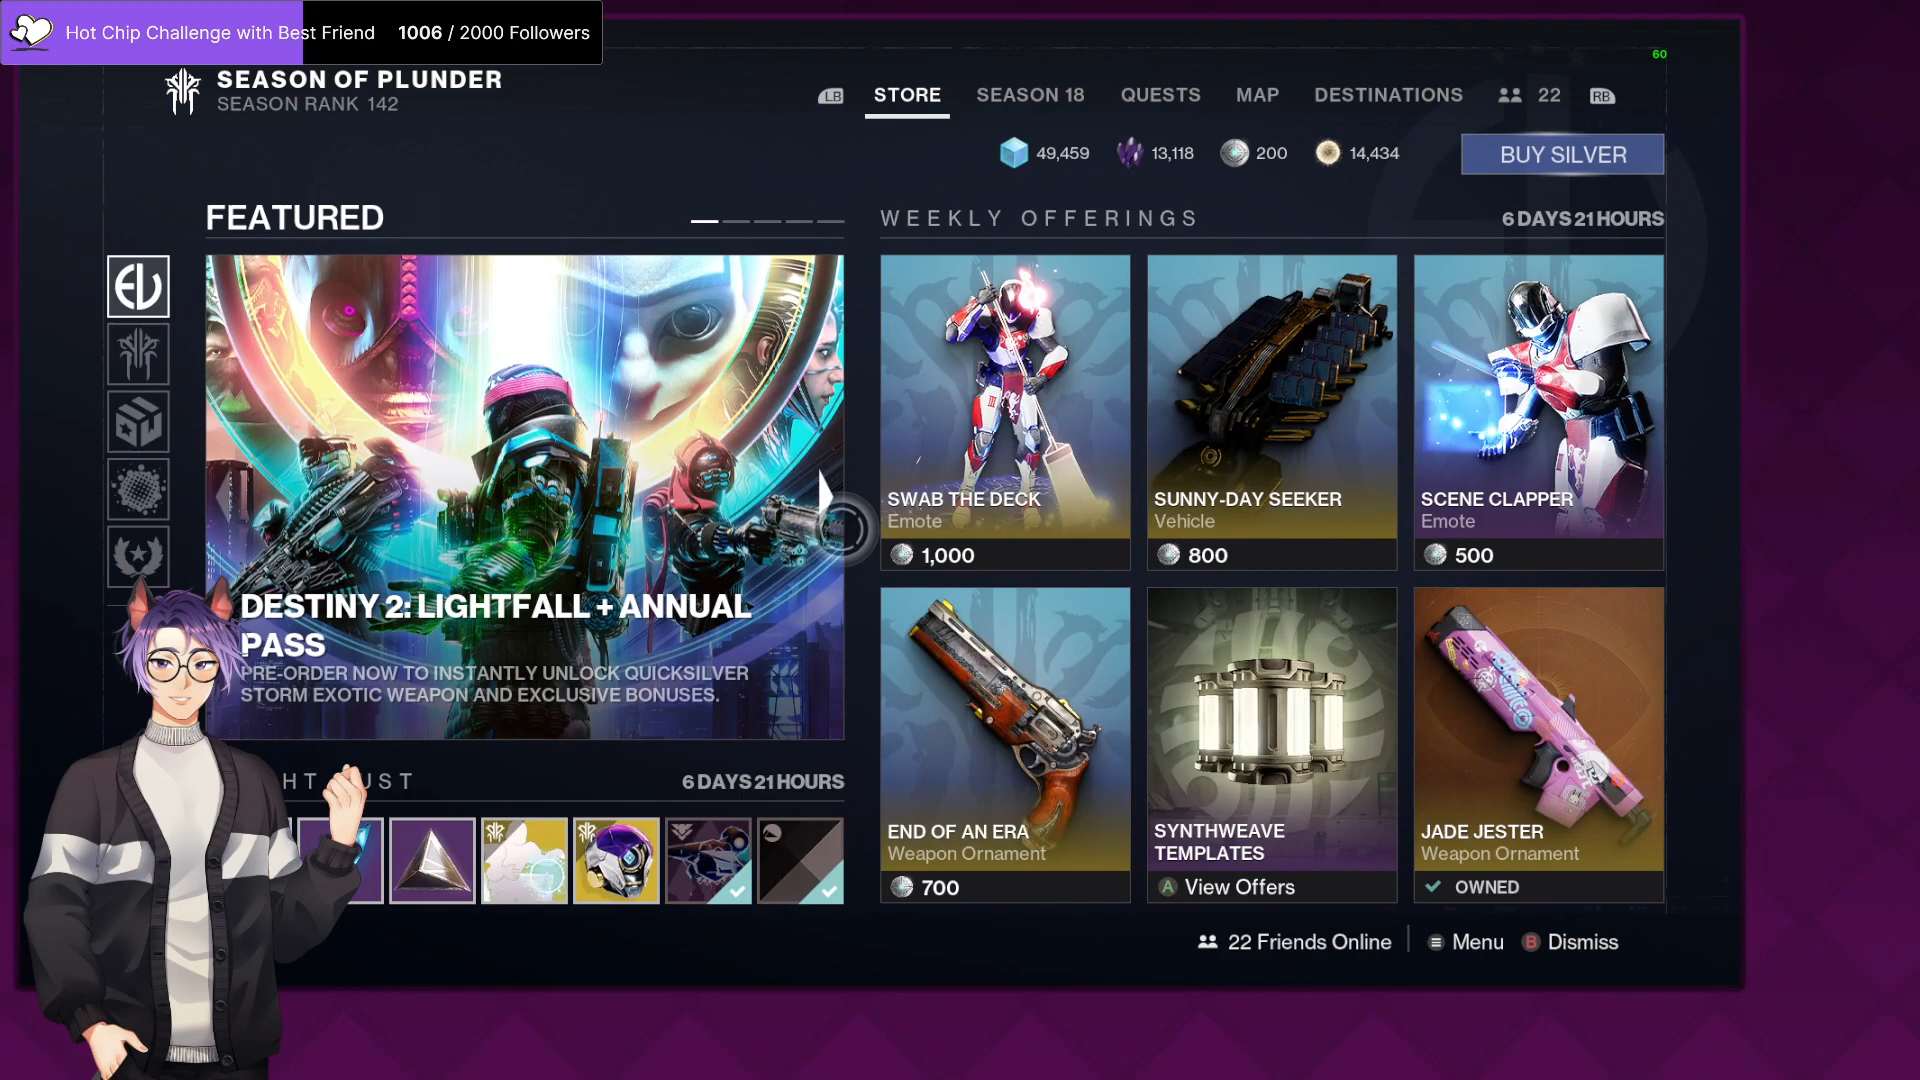 Hot Chip Challenge with Best Friend 1006 / 2000 Followers
60
SEASON OF PLUNDER
SEASON RANK 142
LB STORE SEASON 18 QUESTS MAP DESTINATIONS 22 RB
49,459 13,118 200 14,434 BUY SILVER
FEATURED
WEEKLY OFFERINGS 6 DAYS 21 HOURS
DESTINY 2: LIGHTFALL + ANNUAL
PASS
PRE-ORDER NOW TO INSTANTLY UNLOCK QUICKSILVER
STORM EXOTIC WEAPON AND EXCLUSIVE BONUSES.
SWAB THE DECK
Emote
1,000
SUNNY-DAY SEEKER
Vehicle
800
SCENE CLAPPER
Emote
500
END OF AN ERA
Weapon Ornament
700
SYNTHWEAVE
TEMPLATES
A View Offers
JADE JESTER
Weapon Ornament
OWNED
6 DAYS 21 HOURS
22 Friends Online Menu B Dismiss